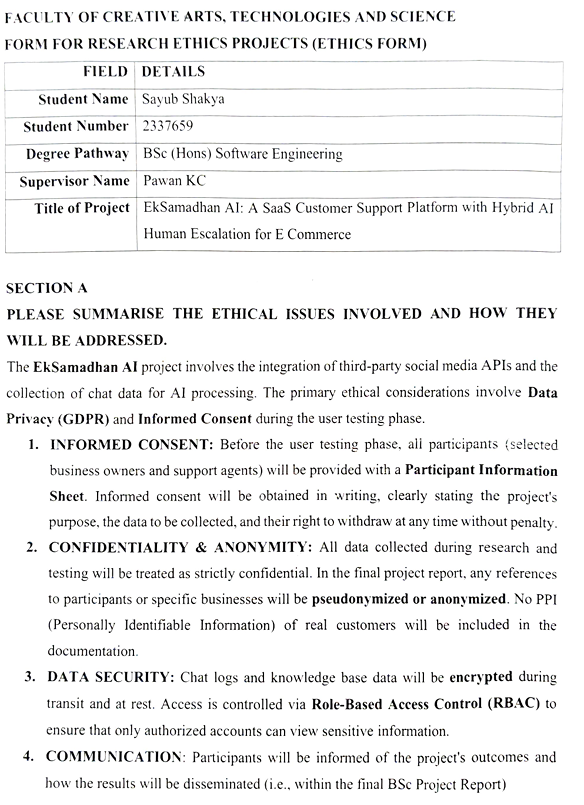 FACULTY OF CREATIVE ARTS, TECHNOLOGIES AND SCIENCE
FORM FOR RESEARCH ETHICS PROJECTS (ETHICS FORM)
FIELD DETAILS
Student Name Sayub Shakya
Student Number 2337659
Degree Pathway BSc (Hons) Software Engineering
Supervisor Name Pawan KC
Title of Project EkSamadhan AI: A SaaS Customer Support Platform with Hybrid AI
Human Escalation for E Commerce
SECTION A
PLEASE SUMMARISE THE ETHICAL ISSUES INVOLVED AND HOW THEY
WILL BE ADDRESSED.
The EkSamadhan AI project involves the integration of third-party social media APIs and the
collection of chat data for AI processing. The primary ethical considerations involve Data
Privacy (GDPR) and Informed Consent during the user testing phase.
1. INFORMED CONSENT: Before the user testing phase, all participants (selected
business owners and support agents) will be provided with a Participant Information
Sheet. Informed consent will be obtained in writing, clearly stating the project's
purpose, the data to be collected, and their right to withdraw at any time without penalty.
2. CONFIDENTIALITY & ANONYMITY: All data collected during research and
testing will be treated as strictly confidential. In the final project report, any references
to participants or specific businesses will be pseudonymized or anonymized. No PPI
(Personally Identifiable Information) of real customers will be included in the
documentation.
3. DATA SECURITY: Chat logs and knowledge base data will be encrypted during
transit and at rest. Access is controlled via Role-Based Access Control (RBAC) to
ensure that only authorized accounts can view sensitive information.
4. COMMUNICATION: Participants will be informed of the project's outcomes and
how the results will be disseminated (i.e., within the final BSc Project Report)